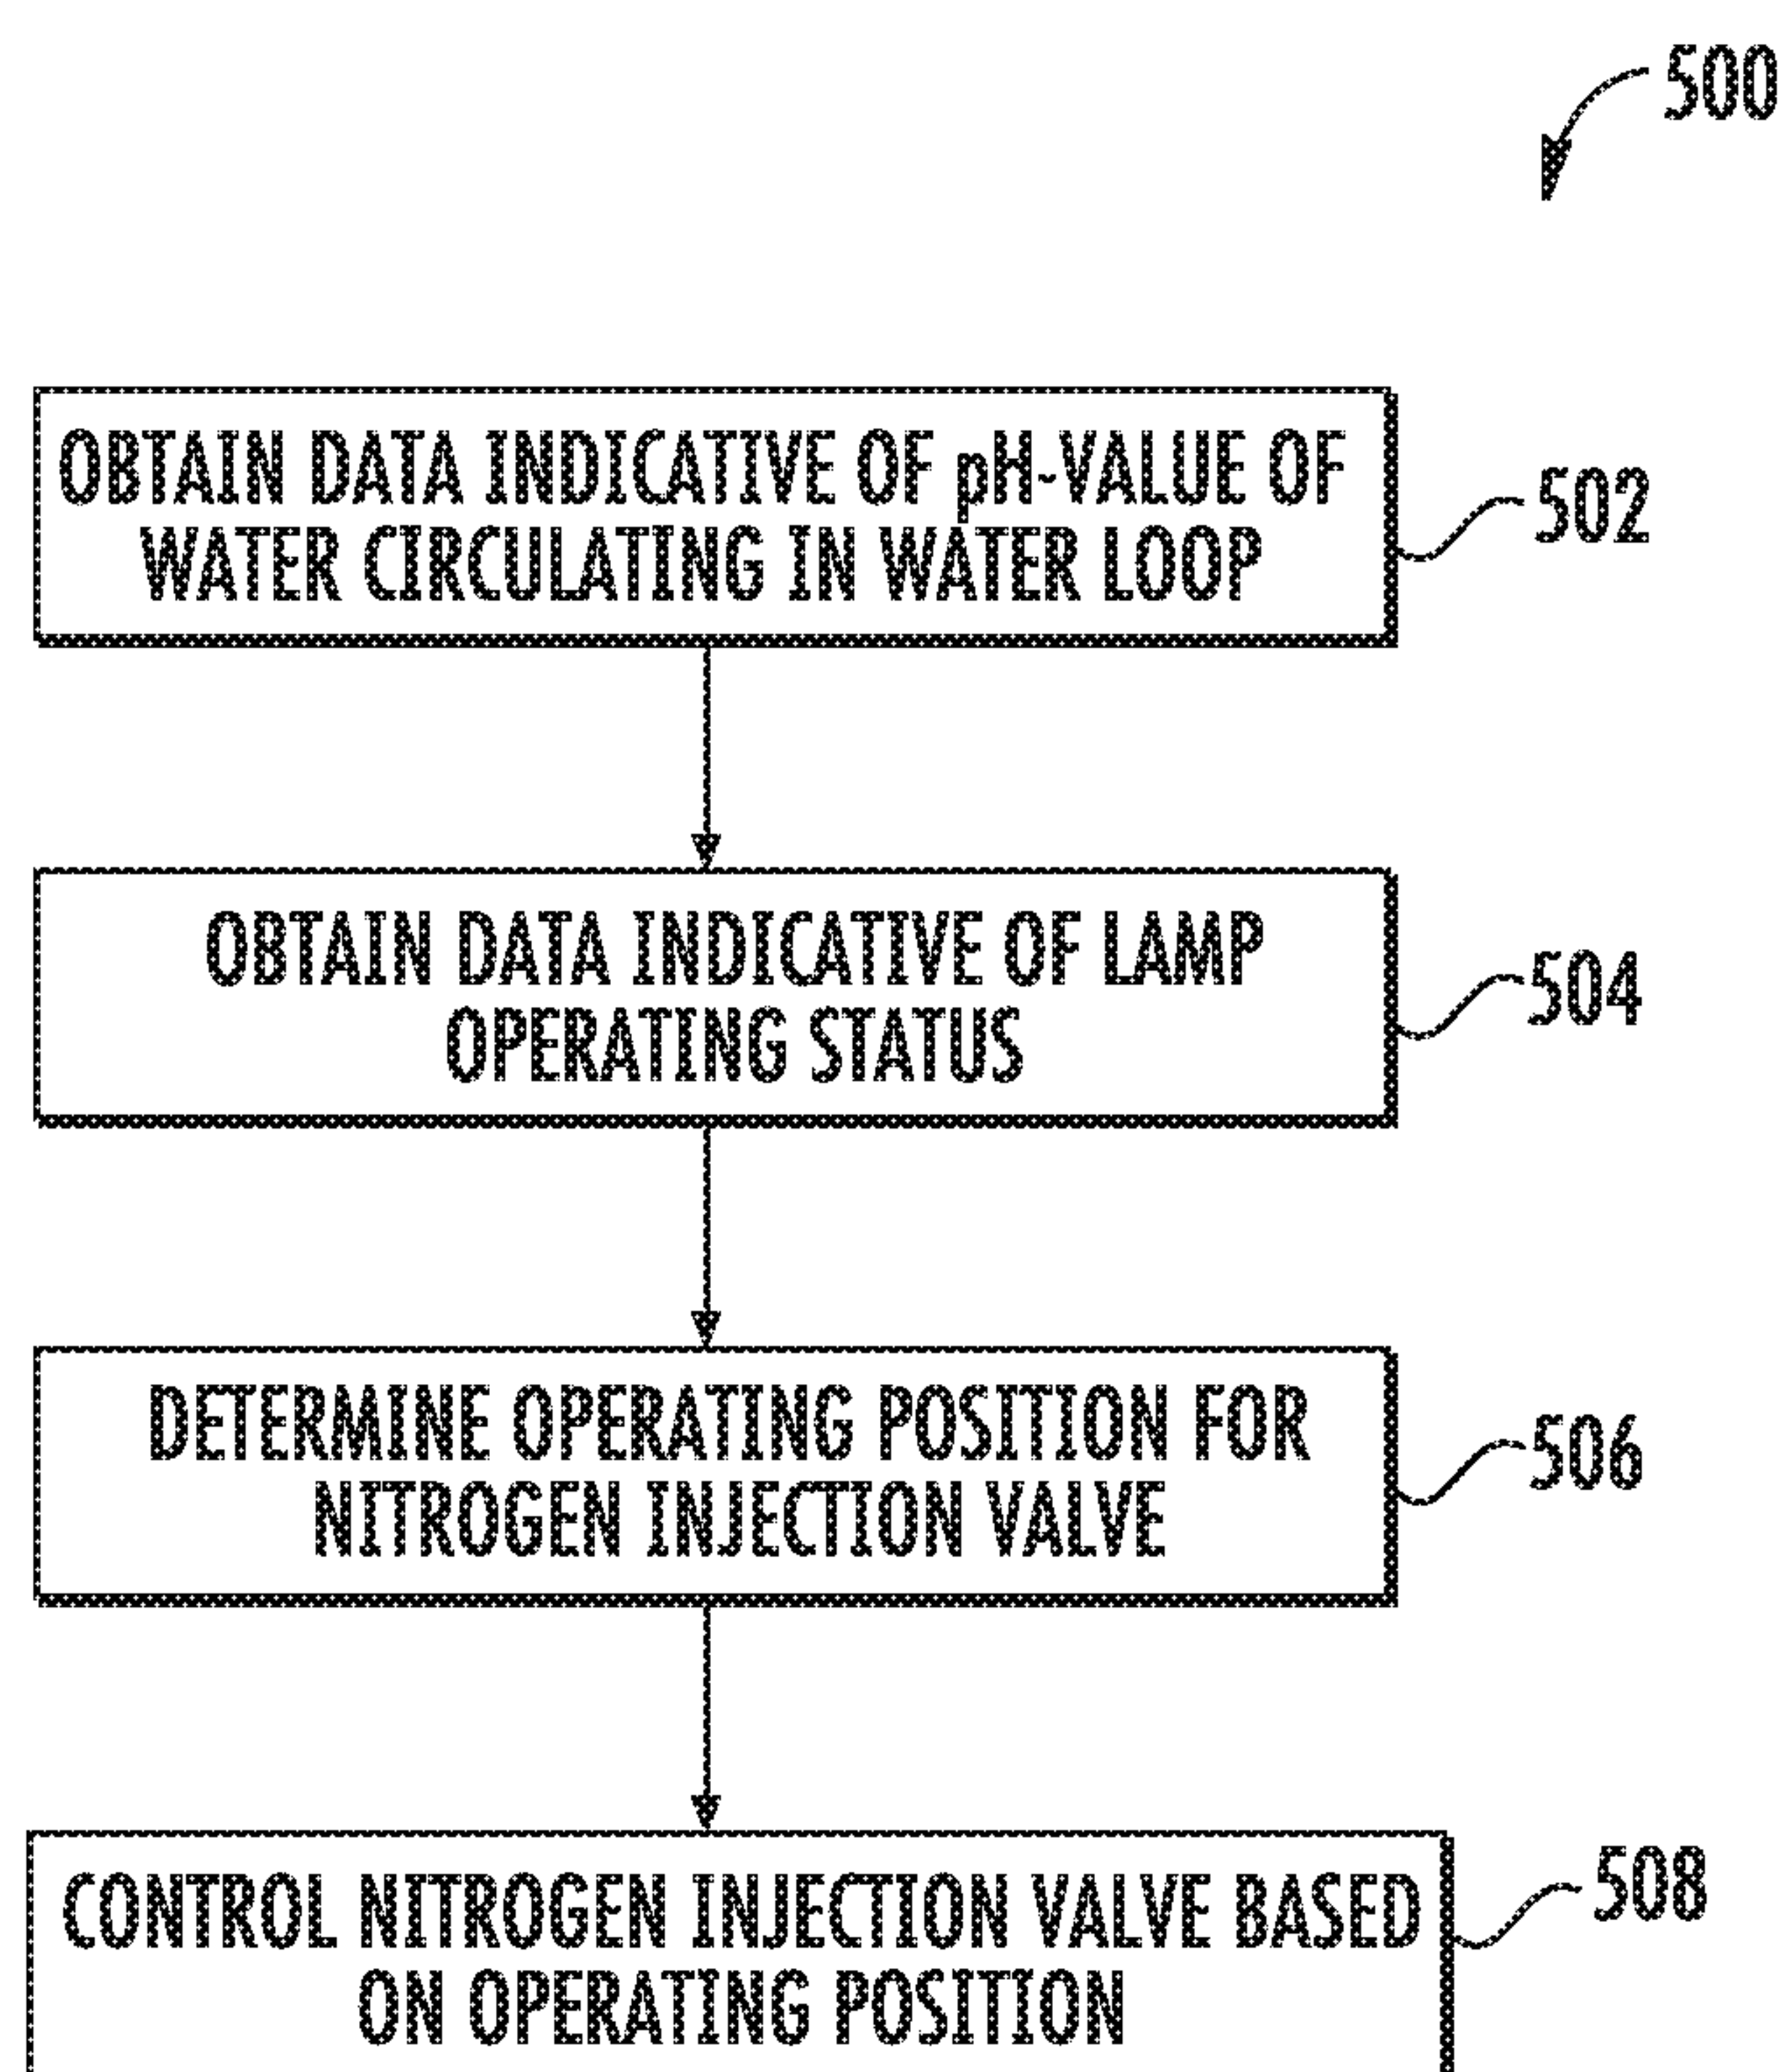 500
OBTAIN DATA INDICATIVE OF pH-VALUE OF
WATER CIRCULATING IN WATER LOOP
502
OBTAIN DATA INDICATIVE OF LAMP
OPERATING STATUS
504
DETERMINE OPERATING POSITION FOR
NITROGEN INJECTION VALVE
506
CONTROL NITROGEN INJECTION VALVE BASED
ON OPERATING POSITION
508